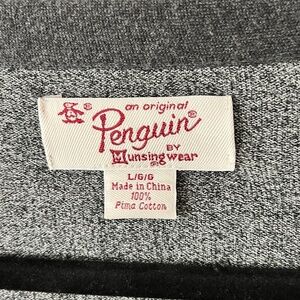 an original
Penguin®
BY
Munsingwear
®
L/G/G
Made in China
100%
Pima Cotton